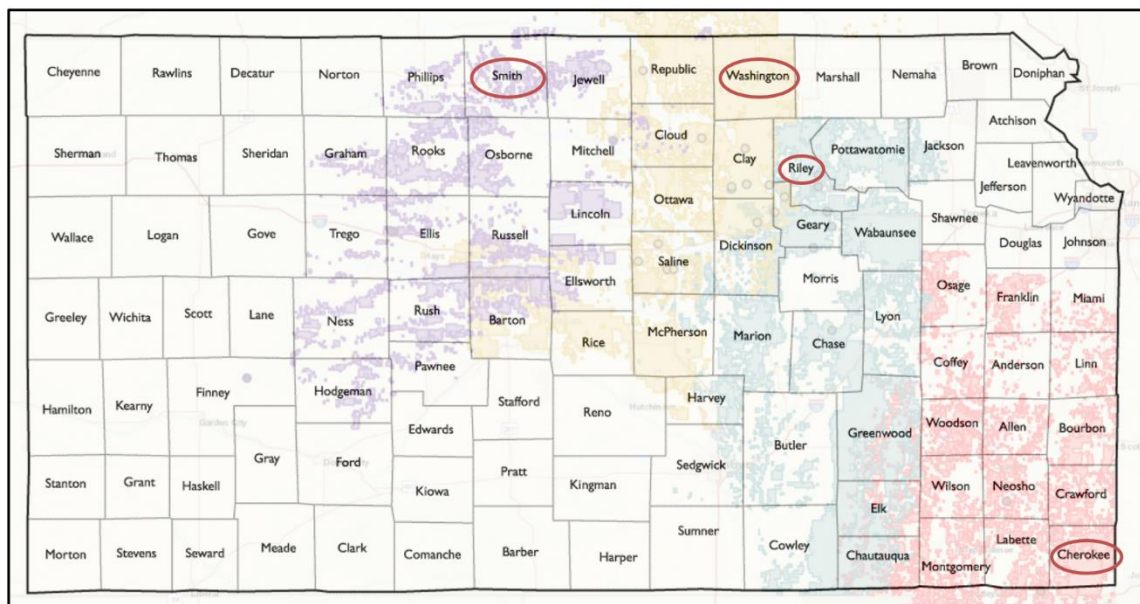 Cheyenne Rawlins Decatur Norton Phillips Smith Jewell Republic Washington Marshall Nemaha Brown Doniphan
Atchison
Sherman Thomas Sheridan Graham Rooks Osborne Mitchell Cloud Clay Riley Pottawatomie Jackson
Leavenworth
Jefferson
Wyandotte
Wallace Logan Gove Trego Ellis Russell Lincoln Ottawa Dickinson Geary Wabaunsee Shawnee
Douglas Johnson
Ellsworth Saline Morris
Greeley Wichita Scott Lane Ness Rush Barton Rice McPherson Marion Chase Lyon Osage Franklin Miami
Hamilton Kearny Finney Hodgeman Pawnee Stafford Reno Harvey Coffey Anderson Linn
Edwards
Butler Greenwood Woodson Allen Bourbon
Stanton Grant Haskell Gray Ford Kiowa Pratt Kingman Sedgwick Wilson Neosho Crawford
Elk
Morton Stevens Seward Meade Clark Comanche Barber Harper Sumner Cowley Chautauqua Montgomery Labette Cherokee